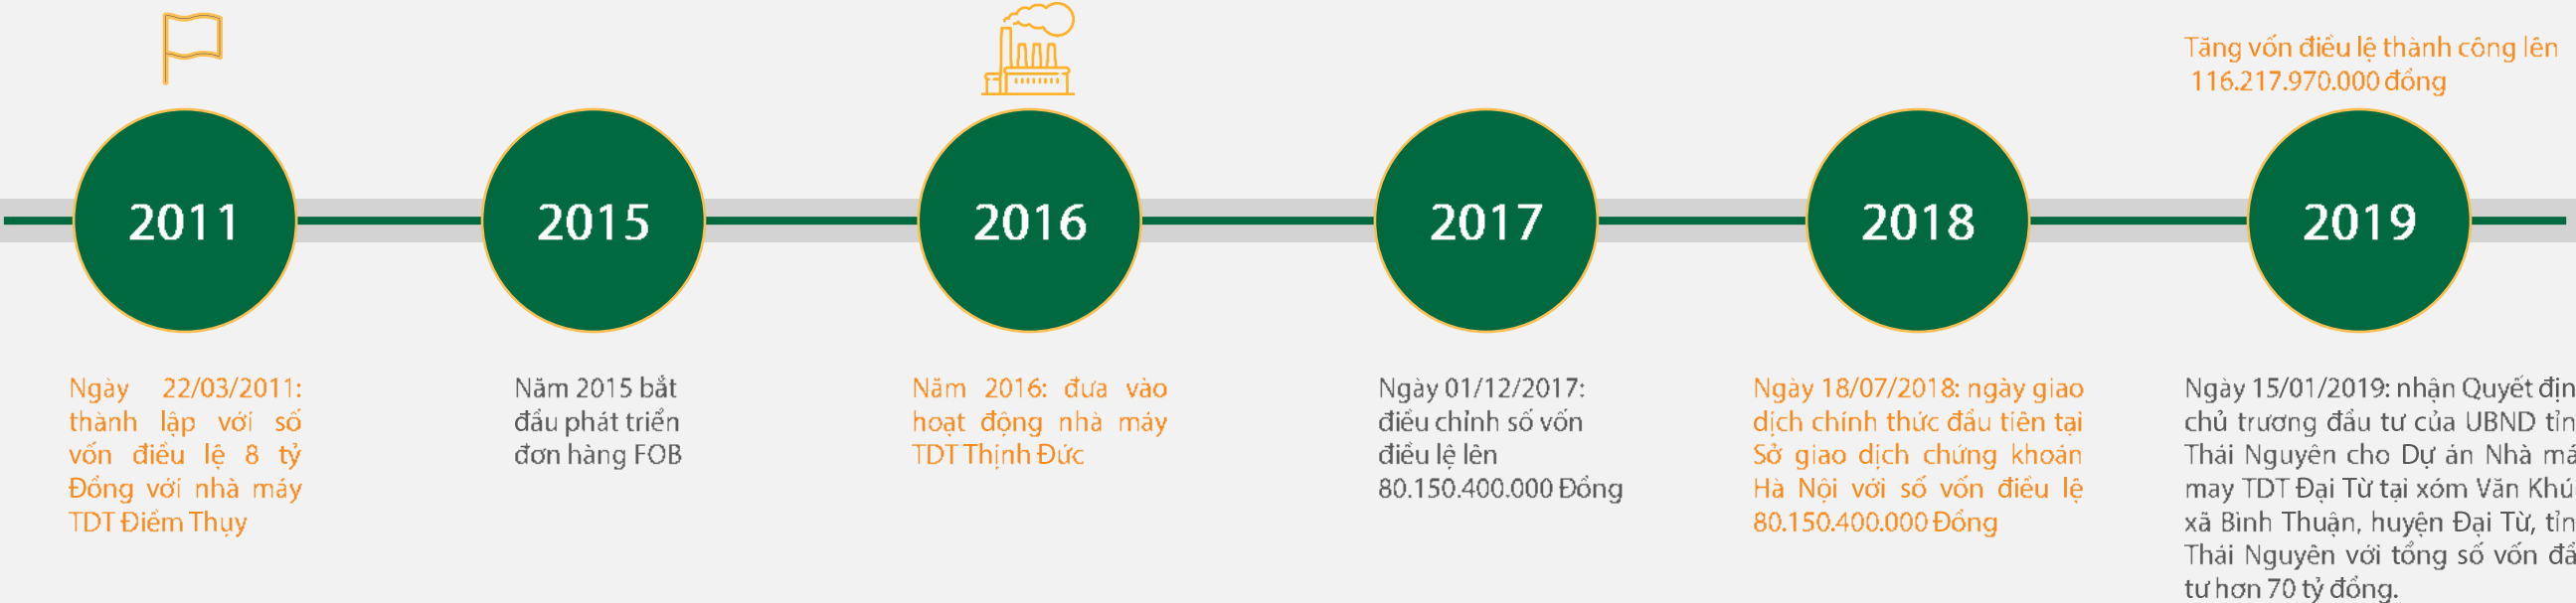 Tăng vốn điều lệ thành công lên
116.217.970.000 đồng
2011
2015
2016
2017
2018
2019
Ngày 22/03/2011:
thành lập với số
vốn điều lệ 8 tỷ
Đồng với nhà máy
TDT Điềm Thụy
Năm 2015 bắt
đầu phát triển
đơn hàng FOB
Năm 2016: đưa vào
hoạt động nhà máy
TDT Thịnh Đức
Ngày 01/12/2017:
điều chỉnh số vốn
điều lệ lên
80.150.400.000 Đồng
Ngày 18/07/2018: ngày giao
dịch chính thức đầu tiên tại
Sở giao dịch chứng khoán
Hà Nội với số vốn điều lệ
80.150.400.000 Đồng
Ngày 15/01/2019: nhận Quyết
chủ trương đầu tư của UBND
Thái Nguyên cho Dự án Nhà
may TDT Đại Từ tại xóm Văn
xã Bình Thuận, huyện Đại Từ,
Thái Nguyên với tổng số vốn
tư hơn 70 tỷ đồng.